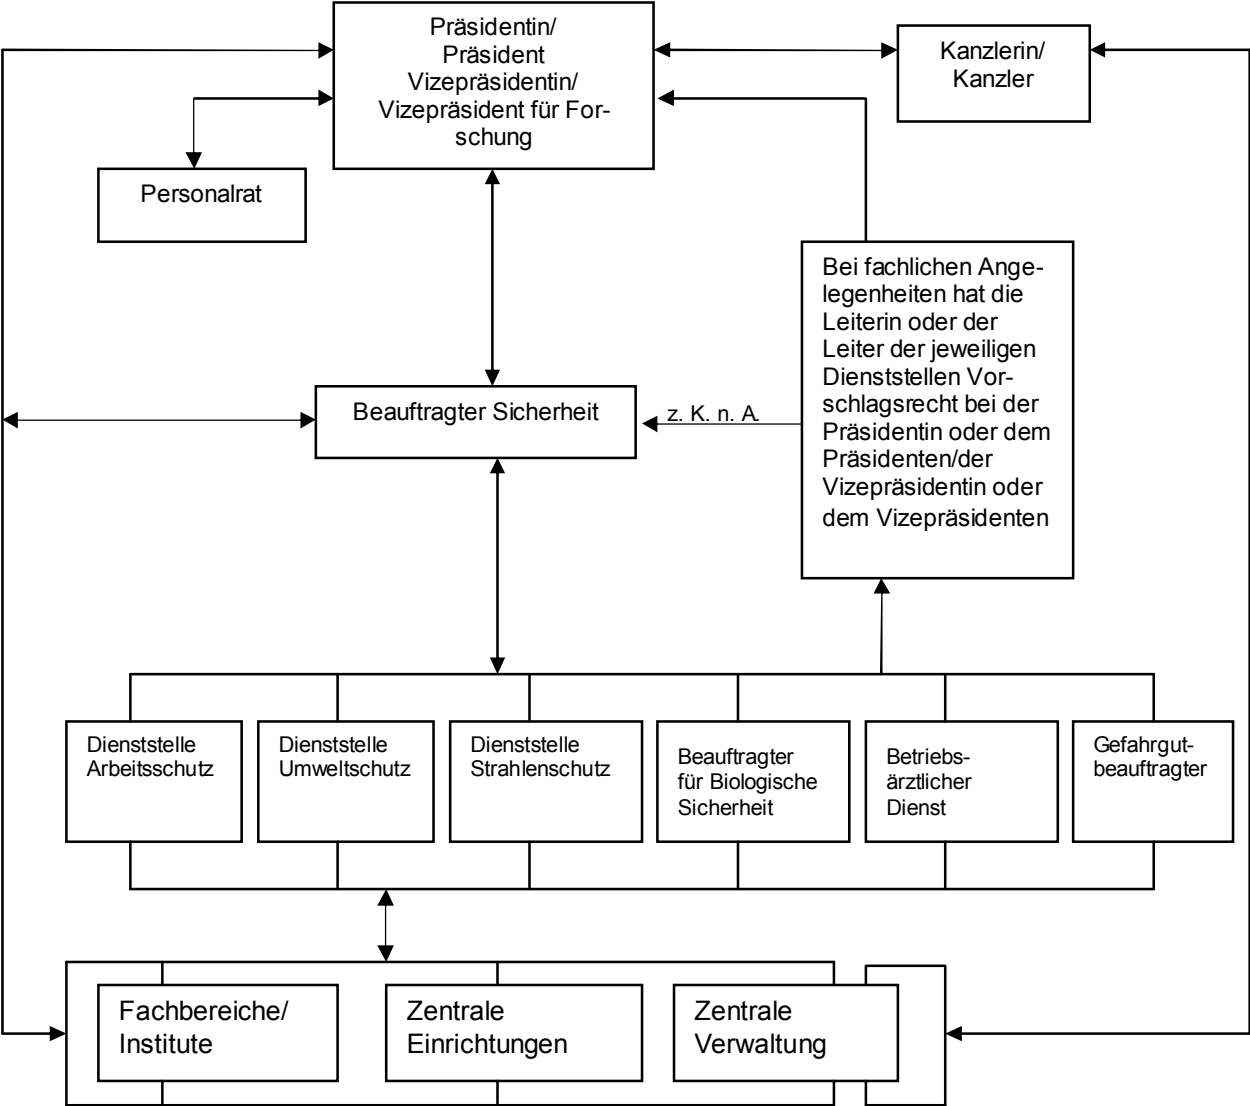 Präsidentin/
Präsident
Vizepräsidentin/
Vizepräsident für For-
schung
Kanzlerin/
Kanzler
Personalrat
Bei fachlichen Ange-
legenheiten hat die
Leiterin oder der
Leiter der jeweiligen
Dienststellen Vor-
schlagsrecht bei der
Präsidentin oder dem
Präsidenten/der
Vizepräsidentin oder
dem Vizepräsidenten
Beauftragter Sicherheit
z. K. n. A.
Dienststelle
Arbeitsschutz
Dienststelle
Umweltschutz
Dienststelle
Strahlenschutz
Beauftragter
für Biologische
Sicherheit
Betriebs-
ärztlicher
Dienst
Gefahrgut-
beauftragter
Fachbereiche/
Institute
Zentrale
Einrichtungen
Zentrale
Verwaltung